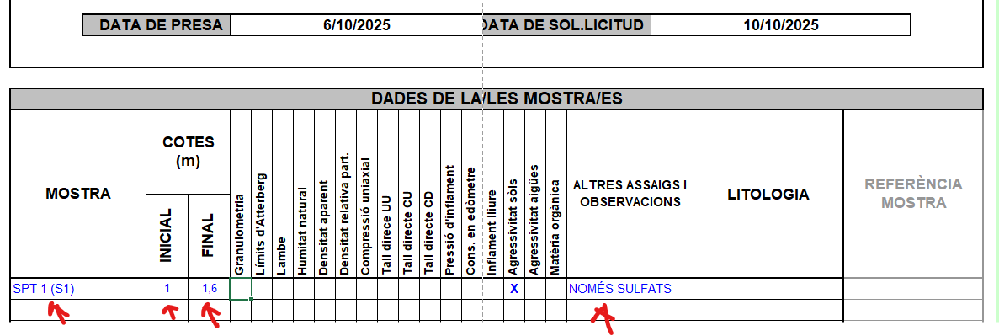 DATA DE PRESA 6/10/2025 DATA DE SOL.LICITUD 10/10/2025
DADES DE LA/LES MOSTRA/ES
MOSTRA
COTES
(m)
INICIAL
FINAL
Granulometria
Límits d'Atterberg
Lambe
Humitat natural
Densitat aparent
Densitat relativa part.
Compressió uniaxial
Tall direce UU
Tall directe CU
Tall directe CD
Pressió d'inflament
Cons. en edòmetre
Inflament lliure
Agressivitat sòls
Agressivitat aigües
Matèria orgànica
ALTRES ASSAIGS I
OBSERVACIONS
LITOLOGIA
REFERÈNCIA
MOSTRA
SPT 1 (S1) 1 1,6 X NOMÉS SULFATS